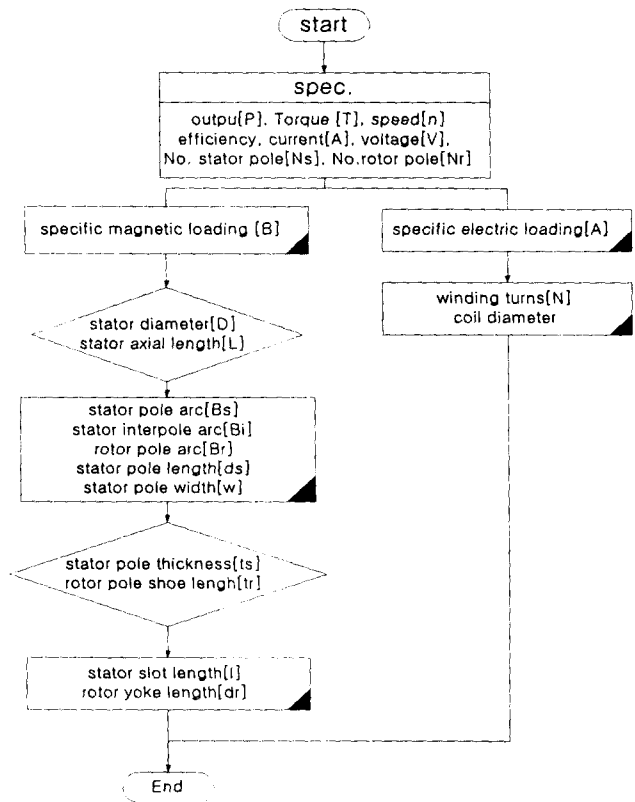 start
spec.
outpu[P], Torque [T], speed[n]
efficiency, current[A], voltage[V],
No. stator pole[Ns], No.rotor pole[Nr]
specific magnetic loading [B]
specific electric loading[A]
stator diameter[D]
stator axial length[L]
winding turns[N]
coil diameter
stator pole arc[Bs]
stator interpole arc[Bi]
rotor pole arc[Br]
stator pole length[ds]
stator pole width[w]
stator pole thickness[ts]
rotor pole shoe lengh[tr]
stator slot length[l]
rotor yoke length[dr]
End